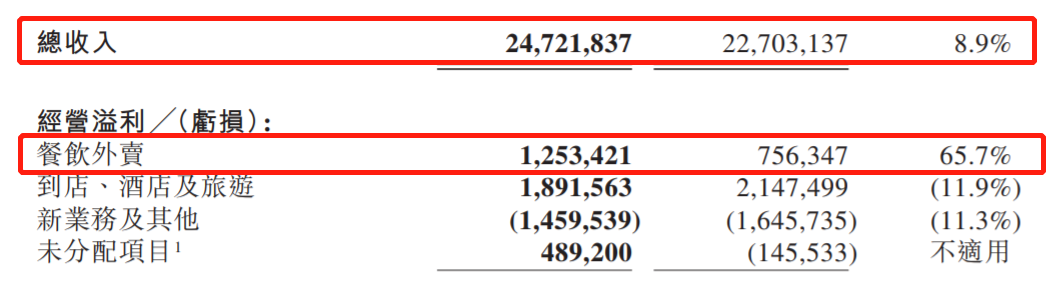 總收入 24,721,837 22,703,137 8.9%
經營溢利╱(虧損):
餐飲外賣 1,253,421 756,347 65.7%
到店、酒店及旅遊 1,891,563 2,147,499 (11.9%)
新業務及其他 (1,459,539) (1,645,735) (11.3%)
未分配項目1 489,200 (145,533) 不適用